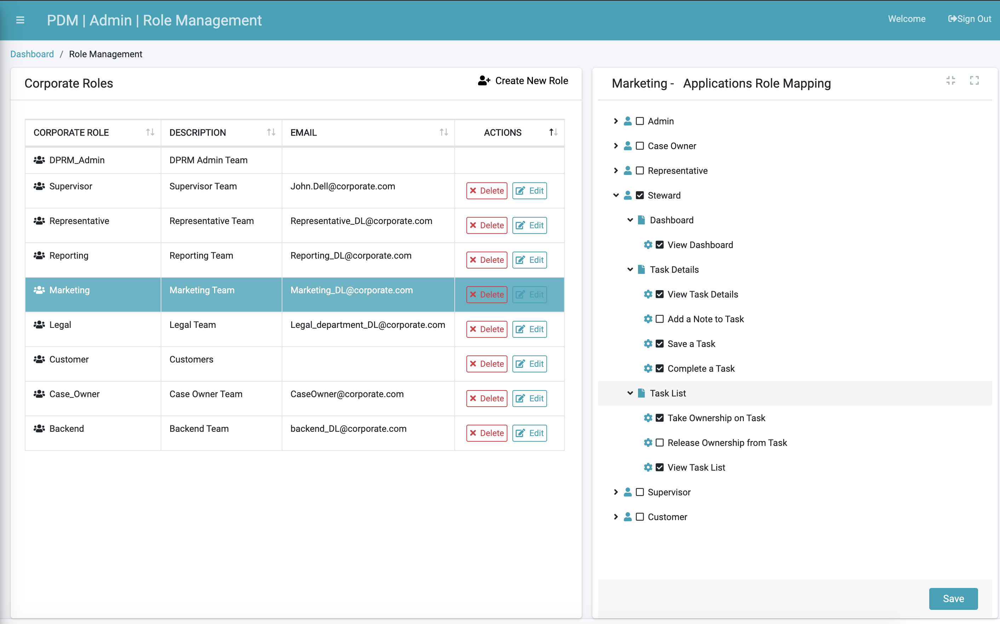 PDM | Admin | Role Management
Welcome
Sign Out
Dashboard / Role Management
Corporate Roles
Create New Role
CORPORATE ROLE DESCRIPTION EMAIL ACTIONS
DPRM_Admin DPRM Admin Team
Supervisor Supervisor Team John.Dell@corporate.com Delete Edit
Representative Representative Team Representative_DL@corporate.com Delete Edit
Reporting Reporting Team Reporting_DL@corporate.com Delete Edit
Marketing Marketing Team Marketing_DL@corporate.com Delete Edit
Legal Legal Team Legal_department_DL@corporate.com Delete Edit
Customer Customers Delete Edit
Case_Owner Case Owner Team CaseOwner@corporate.com Delete Edit
Backend Backend Team backend_DL@corporate.com Delete Edit
Marketing - Applications Role Mapping
Admin
Case Owner
Representative
Steward
Dashboard
View Dashboard
Task Details
View Task Details
Add a Note to Task
Save a Task
Complete a Task
Task List
Take Ownership on Task
Release Ownership from Task
View Task List
Supervisor
Customer
Save